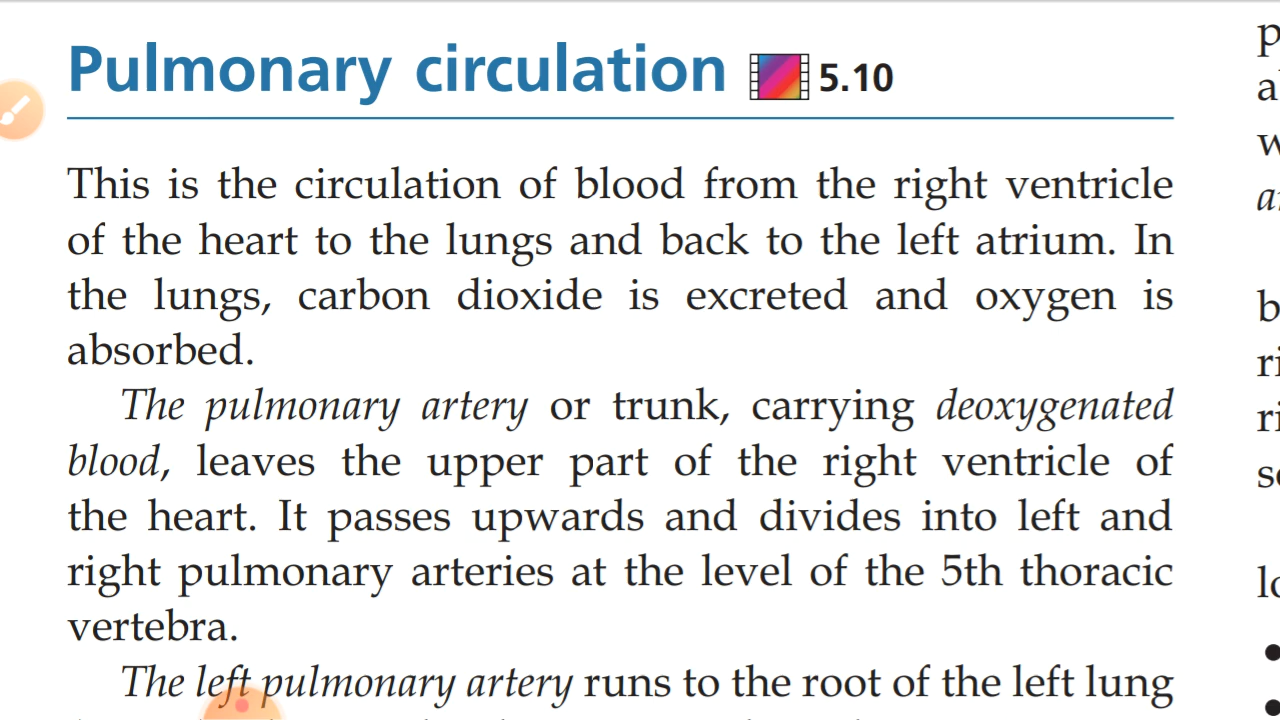 Pulmonary circulation 5.10
This is the circulation of blood from the right ventricle
of the heart to the lungs and back to the left atrium. In
the lungs, carbon dioxide is excreted and oxygen is
absorbed.
The pulmonary artery or trunk, carrying deoxygenated
blood, leaves the upper part of the right ventricle of
the heart. It passes upwards and divides into left and
right pulmonary arteries at the level of the 5th thoracic
vertebra.
The left pulmonary artery runs to the root of the left lung